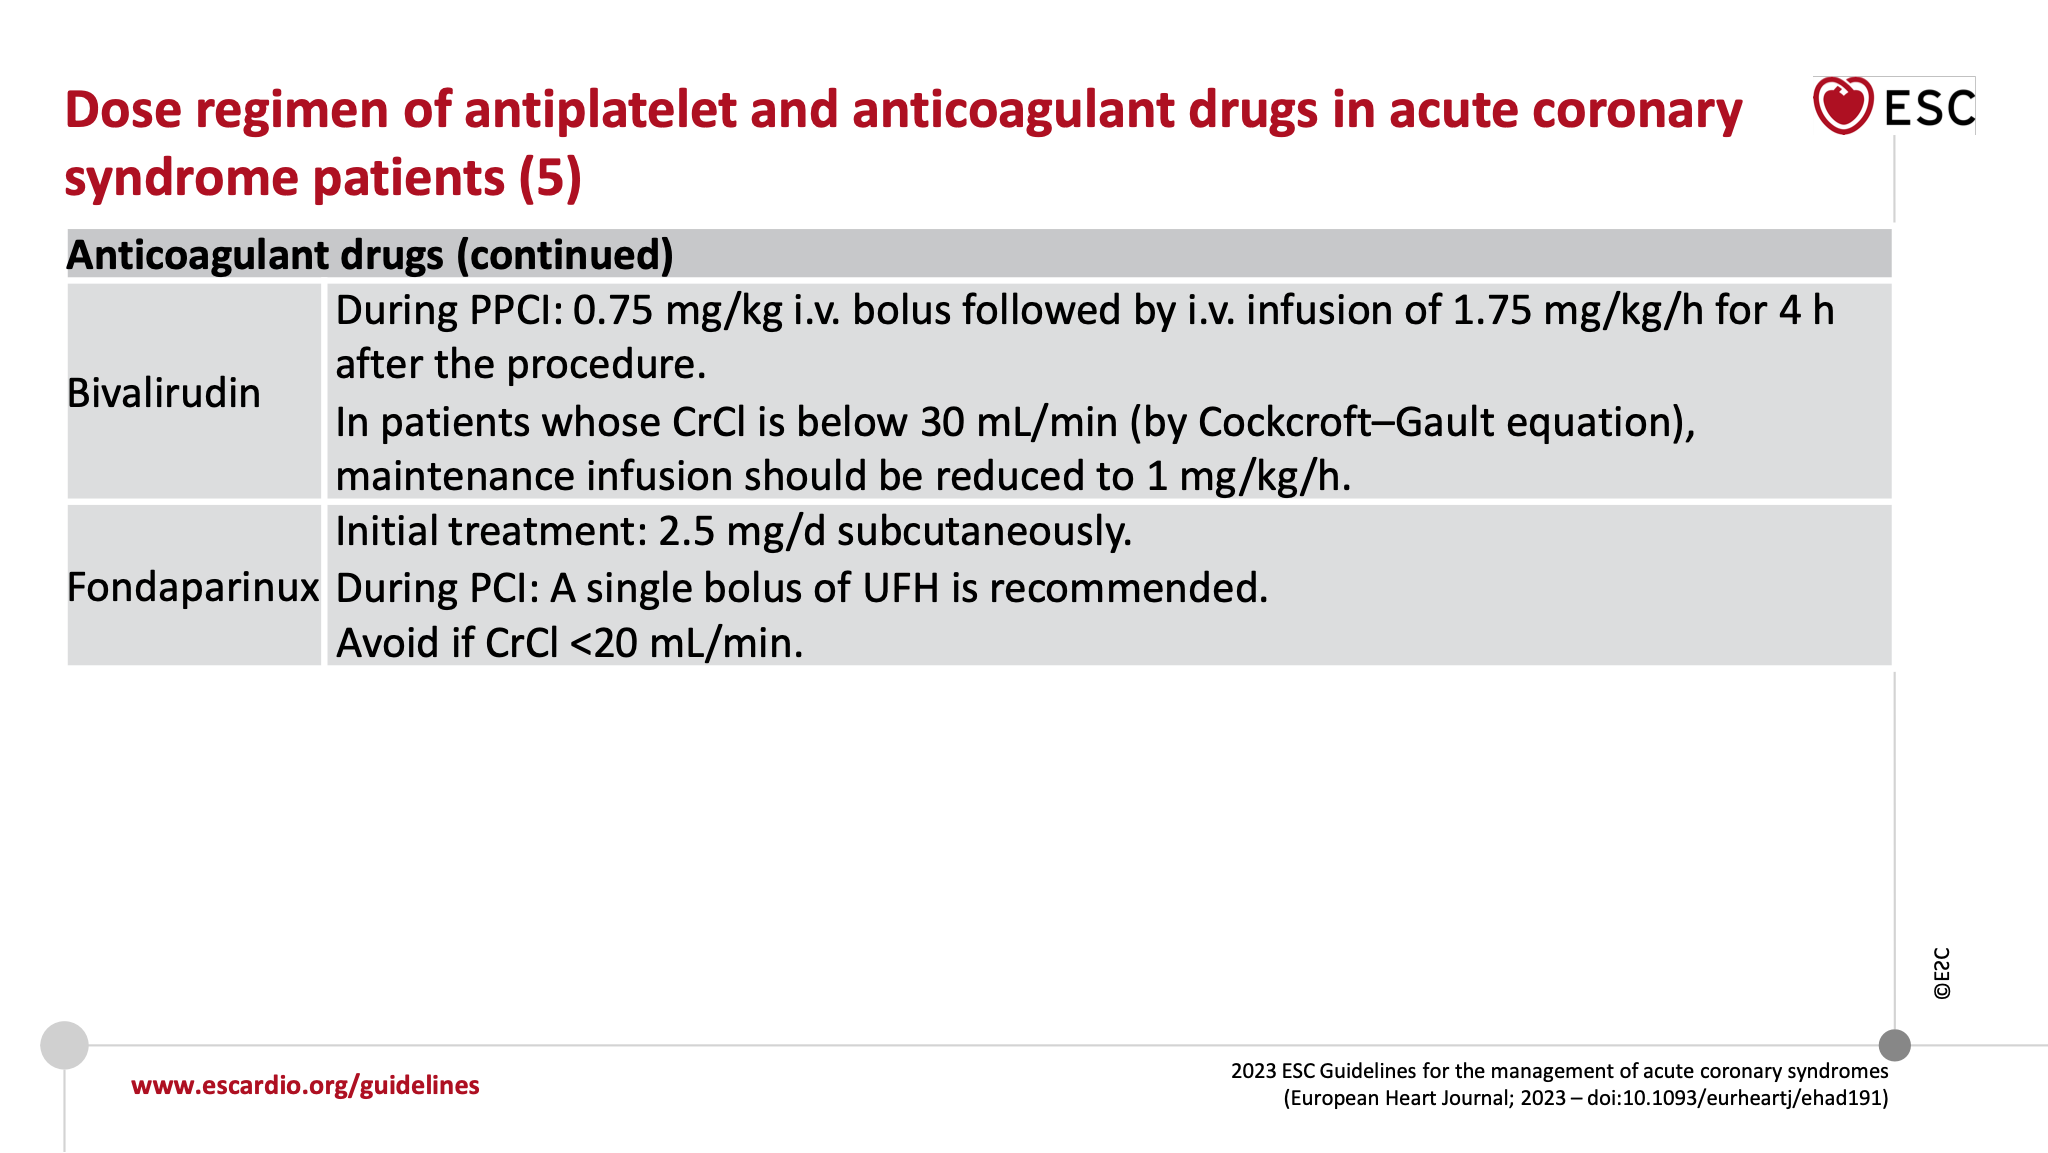 Dose regimen of antiplatelet and anticoagulant drugs in acute coronary
syndrome patients (5)
ESC
Anticoagulant drugs (continued)
Bivalirudin
During PPCI: 0.75 mg/kg i.v. bolus followed by i.v. infusion of 1.75 mg/kg/h for 4 h
after the procedure.
In patients whose CrCl is below 30 mL/min (by Cockcroft–Gault equation),
maintenance infusion should be reduced to 1 mg/kg/h.
Fondaparinux
Initial treatment: 2.5 mg/d subcutaneously.
During PCI: A single bolus of UFH is recommended.
Avoid if CrCl <20 mL/min.
©ESC
www.escardio.org/guidelines
2023 ESC Guidelines for the management of acute coronary syndromes
(European Heart Journal; 2023 – doi:10.1093/eurheartj/ehad191)